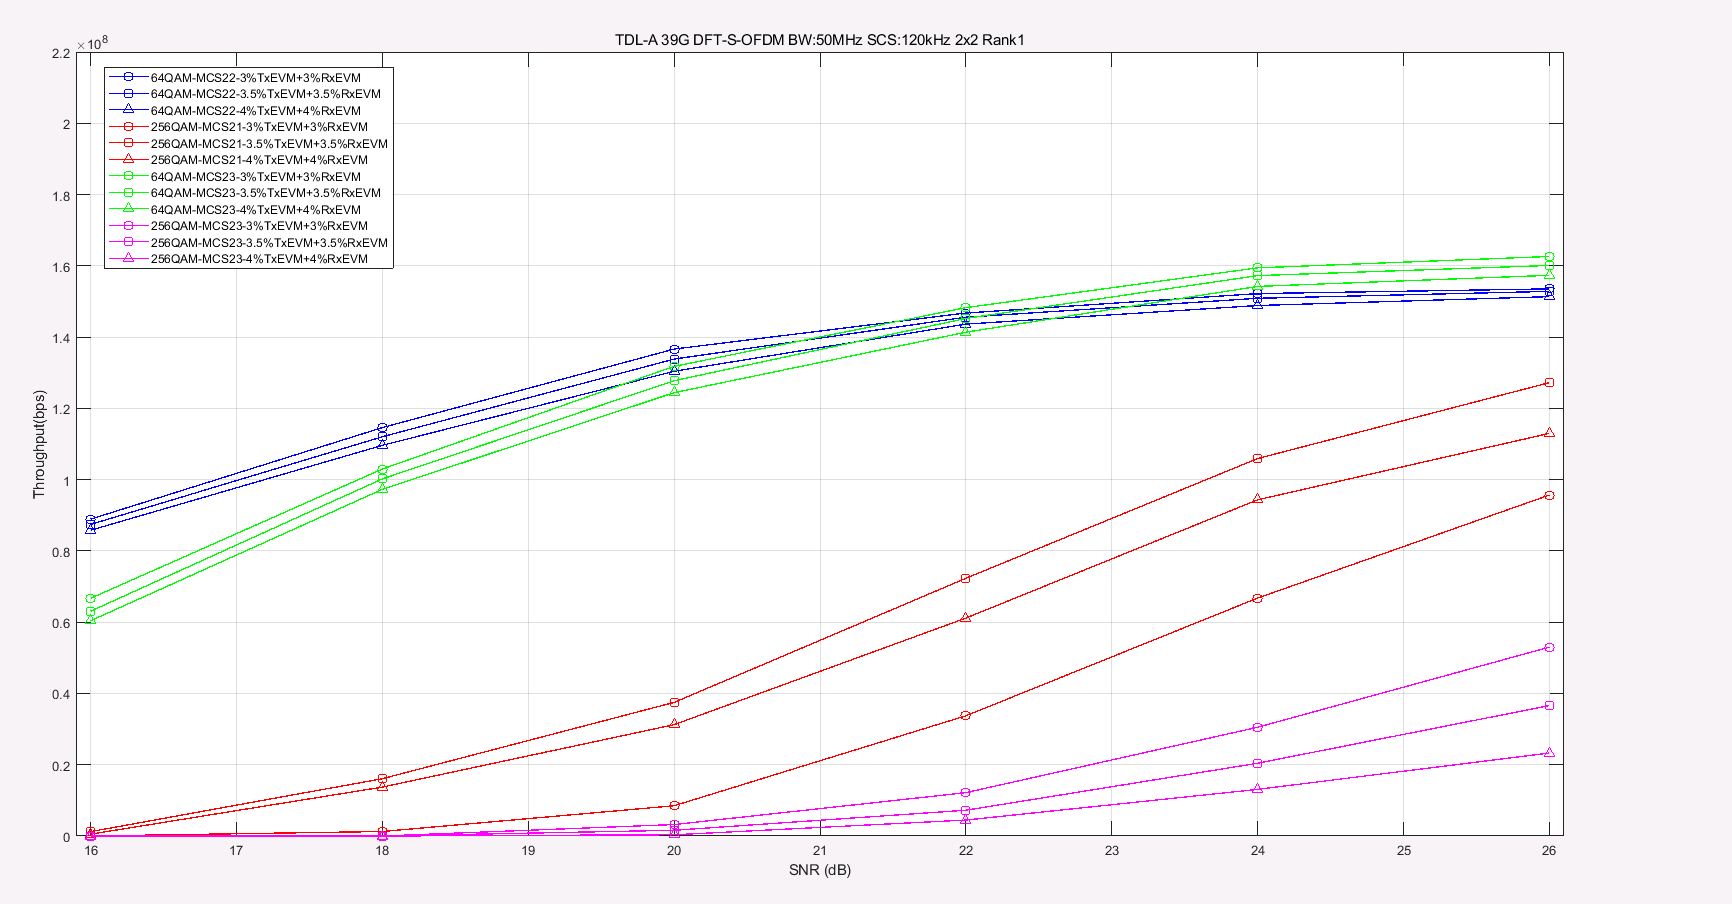 TDL-A 39G DFT-S-OFDM BW:50MHz SCS:120kHz 2x2 Rank1
×10^8
2.2
2
1.8
1.6
1.4
1.2
1
0.8
0.6
0.4
0.2
0
Throughput(bps)
64QAM-MCS22-3%TxEVM+3%RxEVM
64QAM-MCS22-3.5%TxEVM+3.5%RxEVM
64QAM-MCS22-4%TxEVM+4%RxEVM
256QAM-MCS21-3%TxEVM+3%RxEVM
256QAM-MCS21-3.5%TxEVM+3.5%RxEVM
256QAM-MCS21-4%TxEVM+4%RxEVM
64QAM-MCS23-3%TxEVM+3%RxEVM
64QAM-MCS23-3.5%TxEVM+3.5%RxEVM
64QAM-MCS23-4%TxEVM+4%RxEVM
256QAM-MCS23-3%TxEVM+3%RxEVM
256QAM-MCS23-3.5%TxEVM+3.5%RxEVM
256QAM-MCS23-4%TxEVM+4%RxEVM
16 17 18 19 20 21 22 23 24 25 26
SNR (dB)